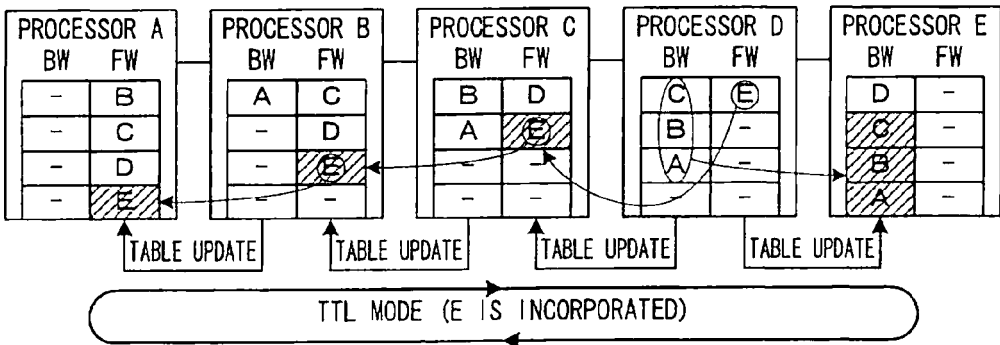 PROCESSOR A PROCESSOR B PROCESSOR C PROCESSOR D PROCESSOR E
BW FW BW FW BW FW BW FW BW FW
- B A C B D C E D -
- C - D A E B - C -
- D - E - - A - B -
- E - - - - - - A -
TABLE UPDATE TABLE UPDATE TABLE UPDATE TABLE UPDATE
TTL MODE (E IS INCORPORATED)